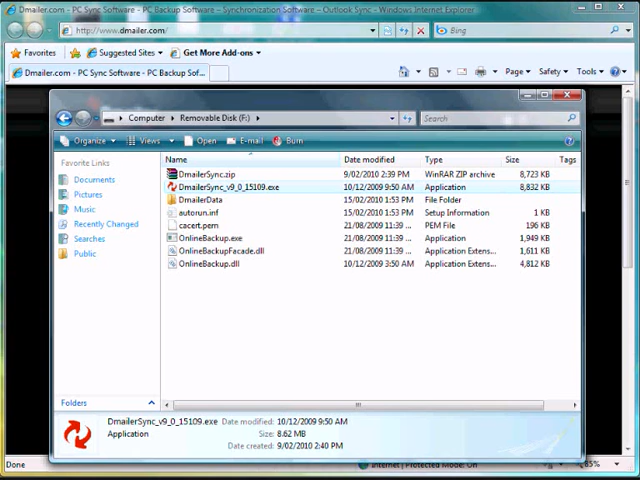 Dmailer.com - PC Sync Software - PC Backup Software – Synchronization Software – Outlook Sync - Windows Internet Explorer
http://www.dmailer.com/
Bing
Favorites Suggested Sites Get More Add-ons
Dmailer.com - PC Sync Software - PC Backup Sof... Page Safety Tools
Computer Removable Disk (F:) Search
Organize Views Open E-mail Burn
Favorite Links Name Date modified Type Size Tags
Documents
Pictures
Music
Recently Changed
Searches
Public
DmailerSync.zip 9/02/2010 2:39 PM WinRAR ZIP archive 8,723 KB
DmailerSync_v9_0_15109.exe 10/12/2009 9:50 AM Application 8,832 KB
DmailerData 15/02/2010 1:53 PM File Folder
autorun.inf 15/02/2010 1:53 PM Setup Information 1 KB
cacert.pem 21/08/2009 11:39 ... PEM File 196 KB
OnlineBackup.exe 21/08/2009 11:39 ... Application 1,949 KB
OnlineBackupFacade.dll 21/08/2009 11:39 ... Application Extens... 1,611 KB
OnlineBackup.dll 10/12/2009 3:50 AM Application Extens... 4,812 KB
Folders
DmailerSync_v9_0_15109.exe Date modified: 10/12/2009 9:50 AM
Application Size: 8.62 MB
Date created: 9/02/2010 2:40 PM
Done Internet | Protected Mode: On 85%